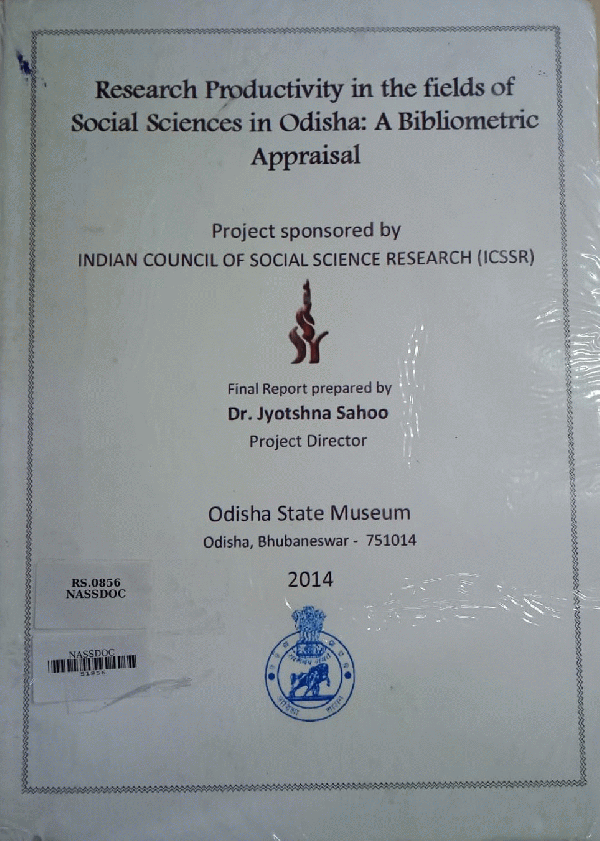 Research Productivity in the fields of
Social Sciences in Odisha: A Bibliometric
Appraisal
Project sponsored by
INDIAN COUNCIL OF SOCIAL SCIENCE RESEARCH (ICSSR)
Final Report prepared by
Dr. Jyotshna Sahoo
Project Director
Odisha State Museum
Odisha, Bhubaneswar - 751014
2014
RS.0856
NASSDOC
NASSDOC